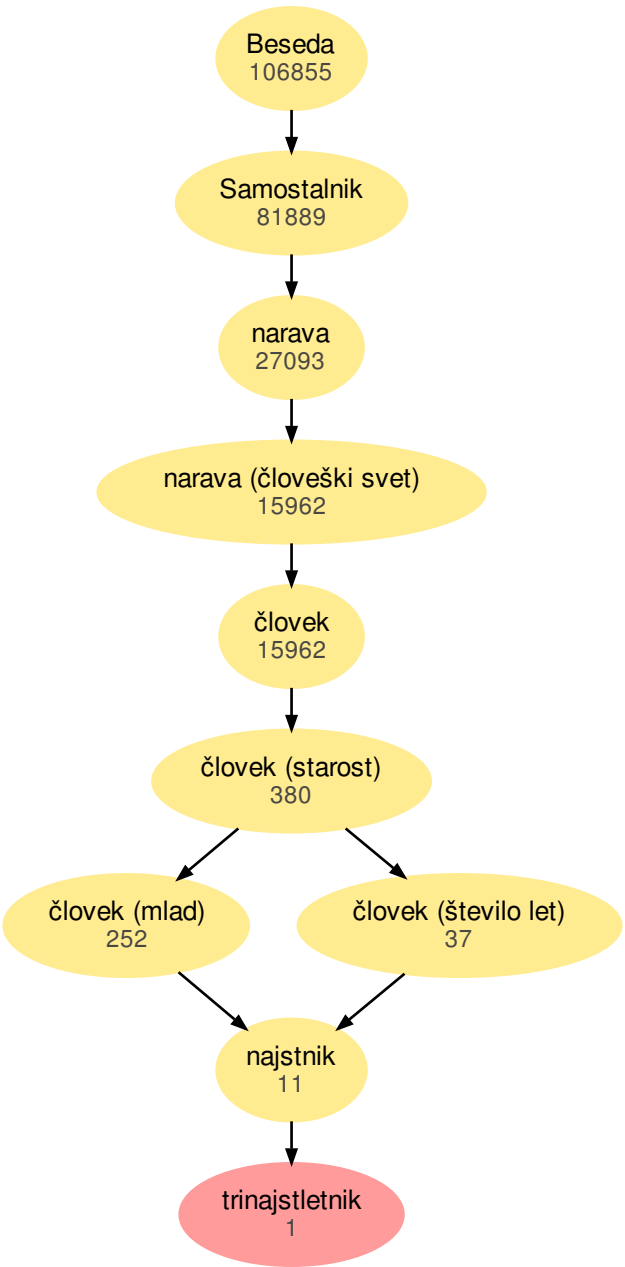 Beseda
106855
Samostalnik
81889
narava
27093
narava (človeški svet)
15962
človek
15962
človek (starost)
380
človek (mlad)
252
človek (število let)
37
najstnik
11
trinajstletnik
1